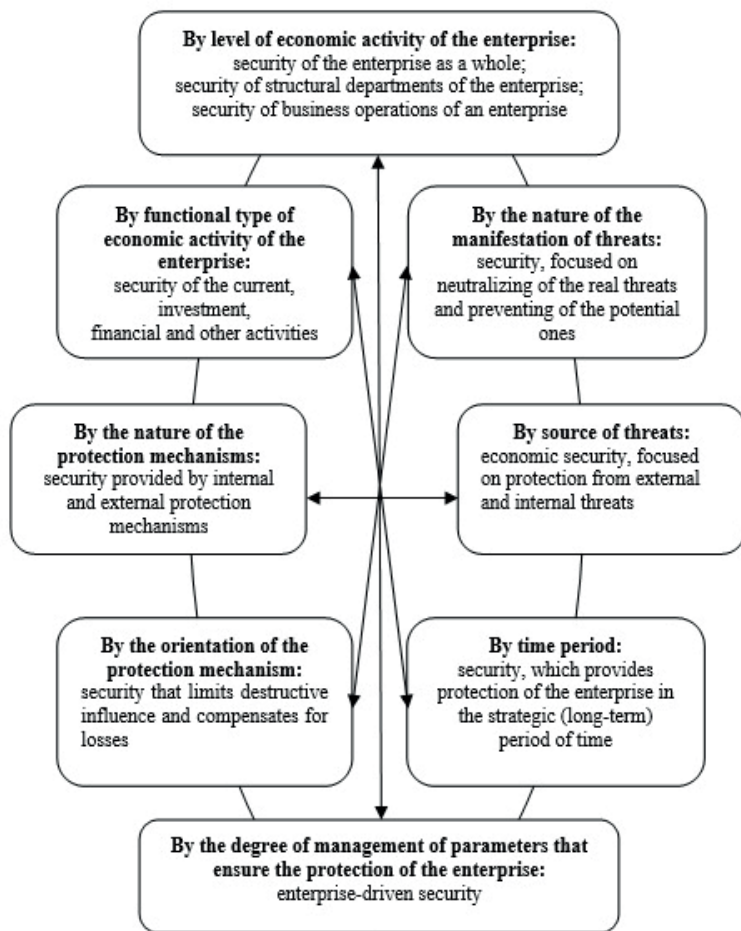 By level of economic activity of the enterprise:
security of the enterprise as a whole;
security of structural departments of the enterprise;
security of business operations of an enterprise
By functional type of
economic activity of the
enterprise:
security of the current,
investment,
financial and other activities
By the nature of the
manifestation of threats:
security, focused on
neutralizing of the real threats
and preventing of the potential
ones
By the nature of the
protection mechanisms:
security provided by internal
and external protection
mechanisms
By source of threats:
economic security, focused
on protection from external
and internal threats
By the orientation of the
protection mechanism:
security that limits destructive
influence and compensates for
losses
By time period:
security, which provides
protection of the enterprise in
the strategic (long-term)
period of time
By the degree of management of parameters that
ensure the protection of the enterprise:
enterprise-driven security